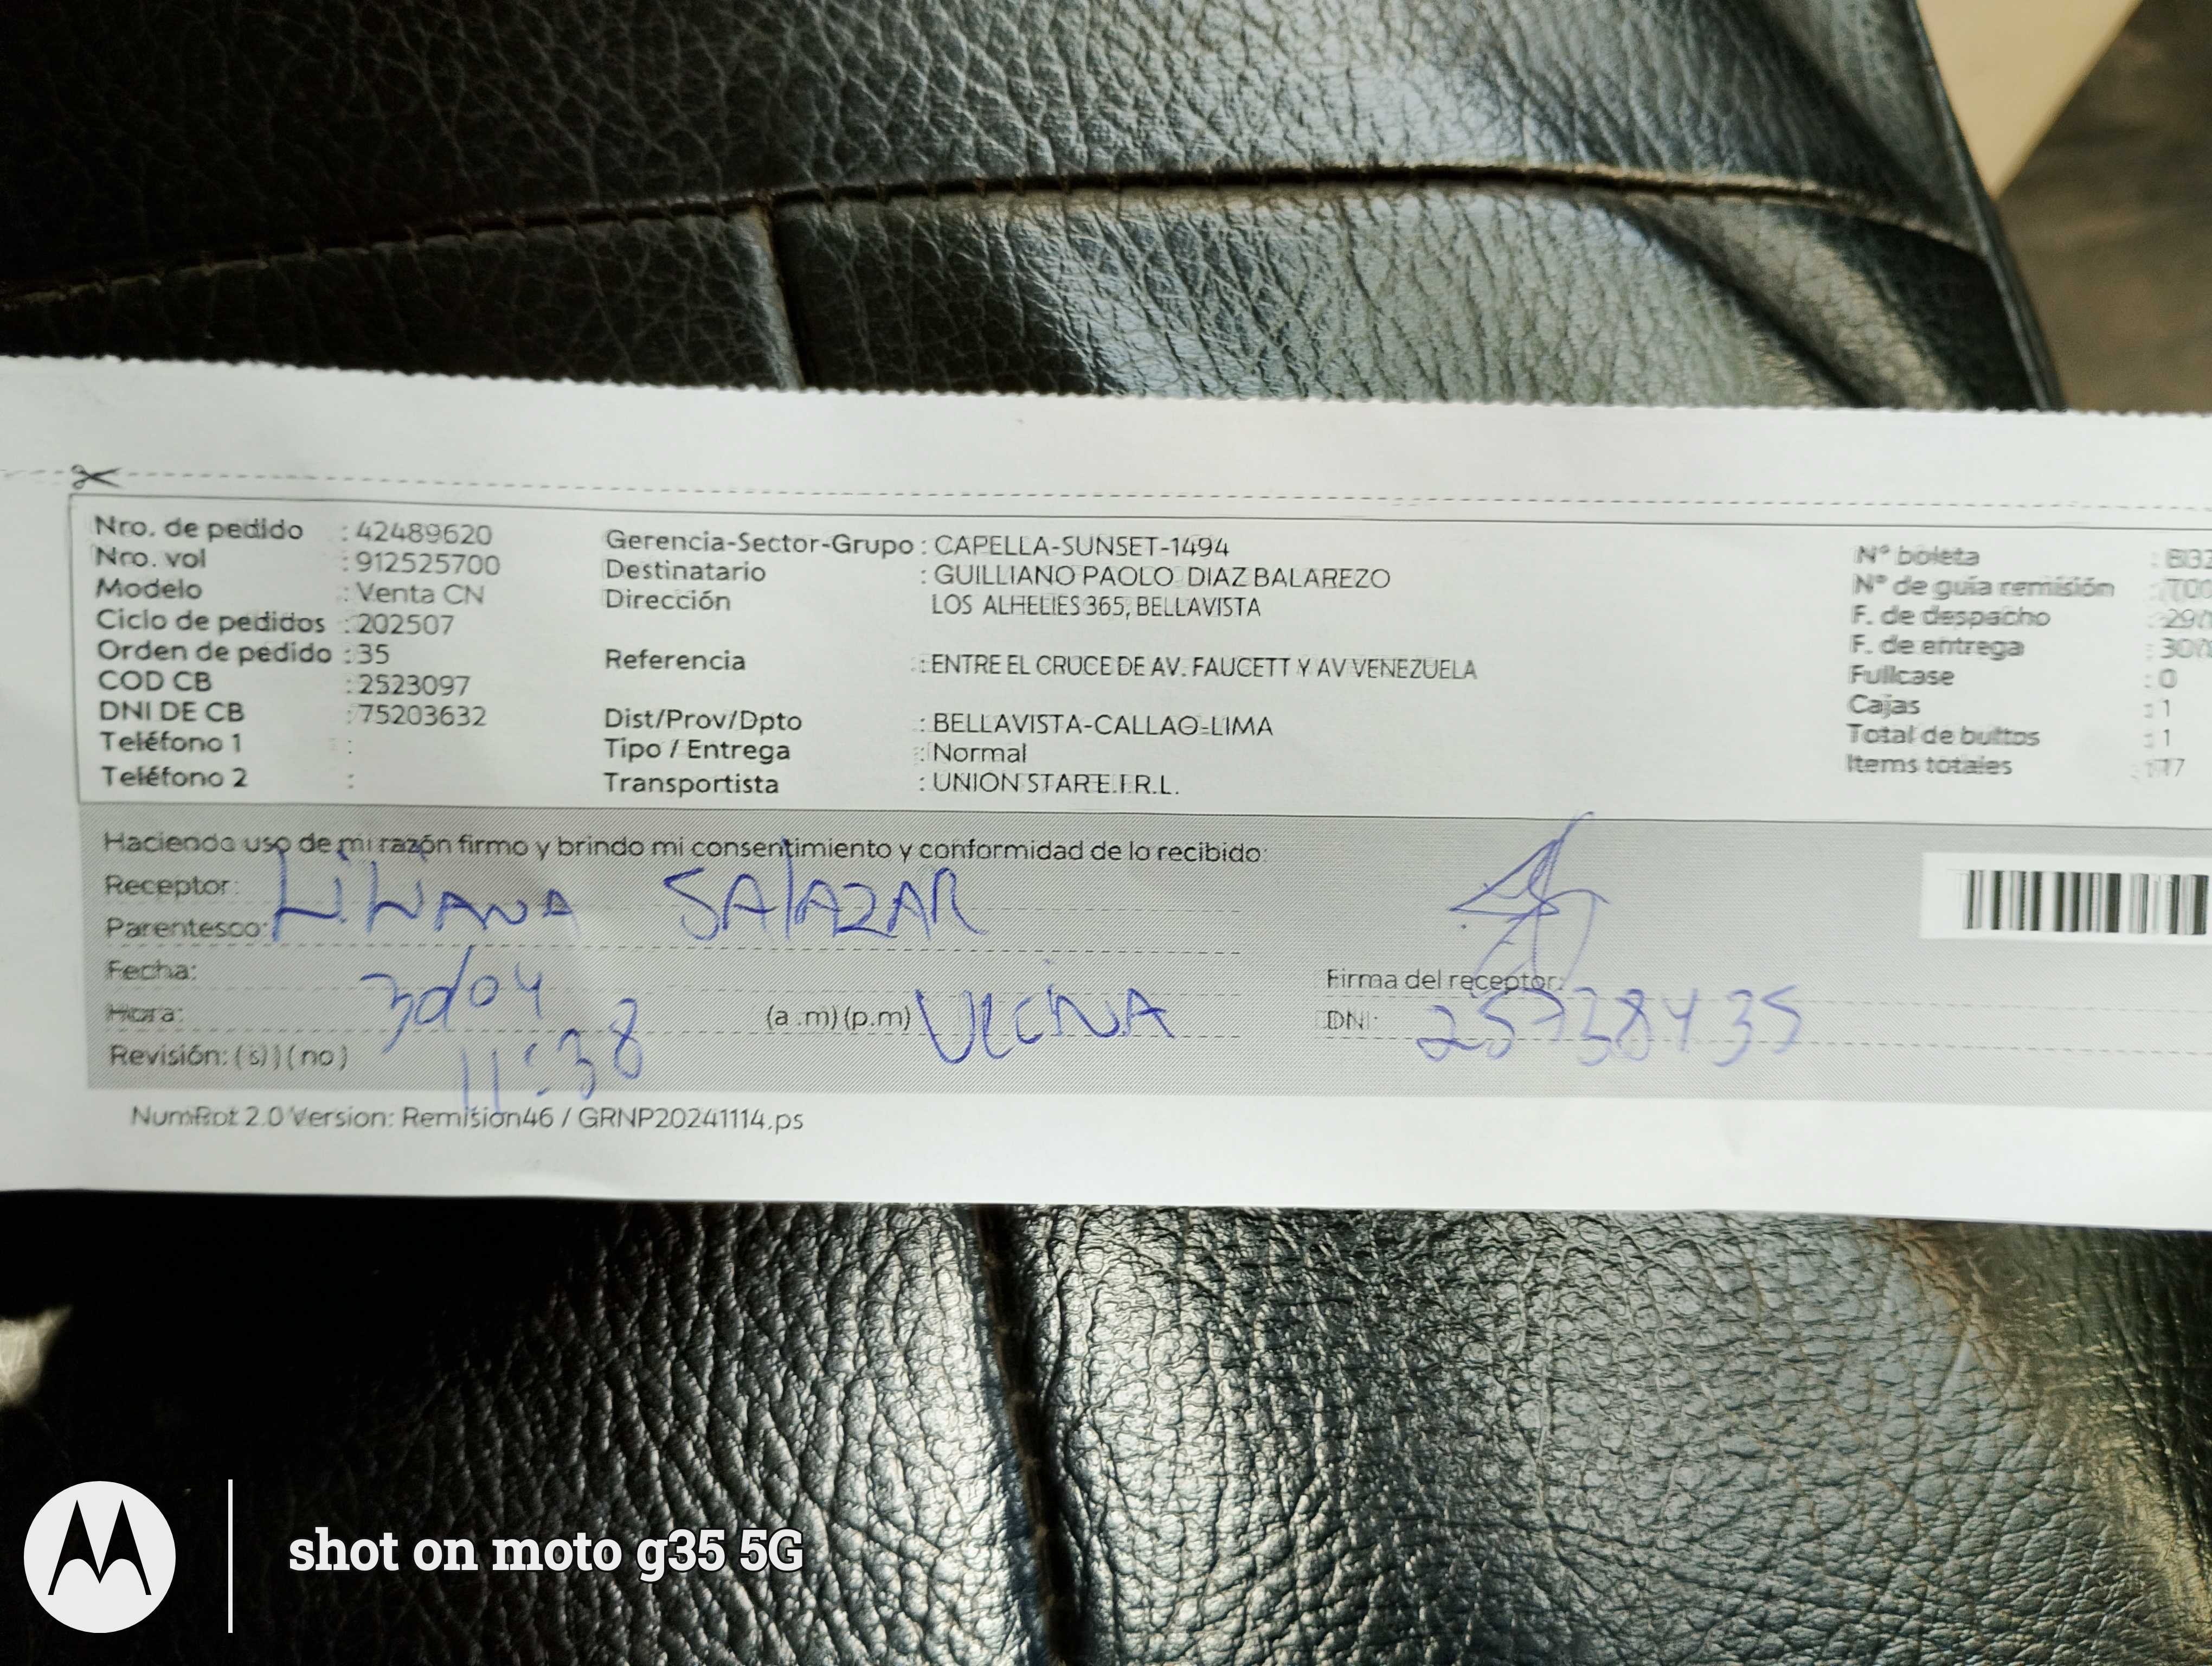 Nro. de pedido : 42489620
Nro. vol : 912525700
Modelo : Venta CN
Ciclo de pedidos : 202507
Orden de pedido : 35
COD CB : 2523097
DNI DE CB : 75203632
Teléfono 1 :
Teléfono 2 :
Gerencia-Sector-Grupo : CAPELLA-SUNSET-1494
Destinatario : GUILLIANO PAOLO DIAZ BALAREZO
Dirección LOS ALHELIES 365, BELLAVISTA
Referencia : ENTRE EL CRUCE DE AV. FAUCETT Y AV VENEZUELA
Dist/Prov/Dpto : BELLAVISTA-CALLAO-LIMA
Tipo / Entrega : Normal
Transportista : UNION STAR E.I.R.L.
N° boleta :
N° de guía remisión :
F. de despacho :
F. de entrega :
Fullcase : 0
Cajas : 1
Total de bultos : 1
Items totales :
Haciendo uso de mi razón firmo y brindo mi consentimiento y conformidad de lo recibido:
Receptor: LILIANA SALAZAR
Parentesco:
Fecha: 30/04
Hora: 11:38 (a.m) (p.m) VECINA
Revisión: (si) (no)
Firma del receptor:
DNI: 25738435
NumRot 2.0 Version: Remision46 / GRNP20241114.ps
shot on moto g35 5G